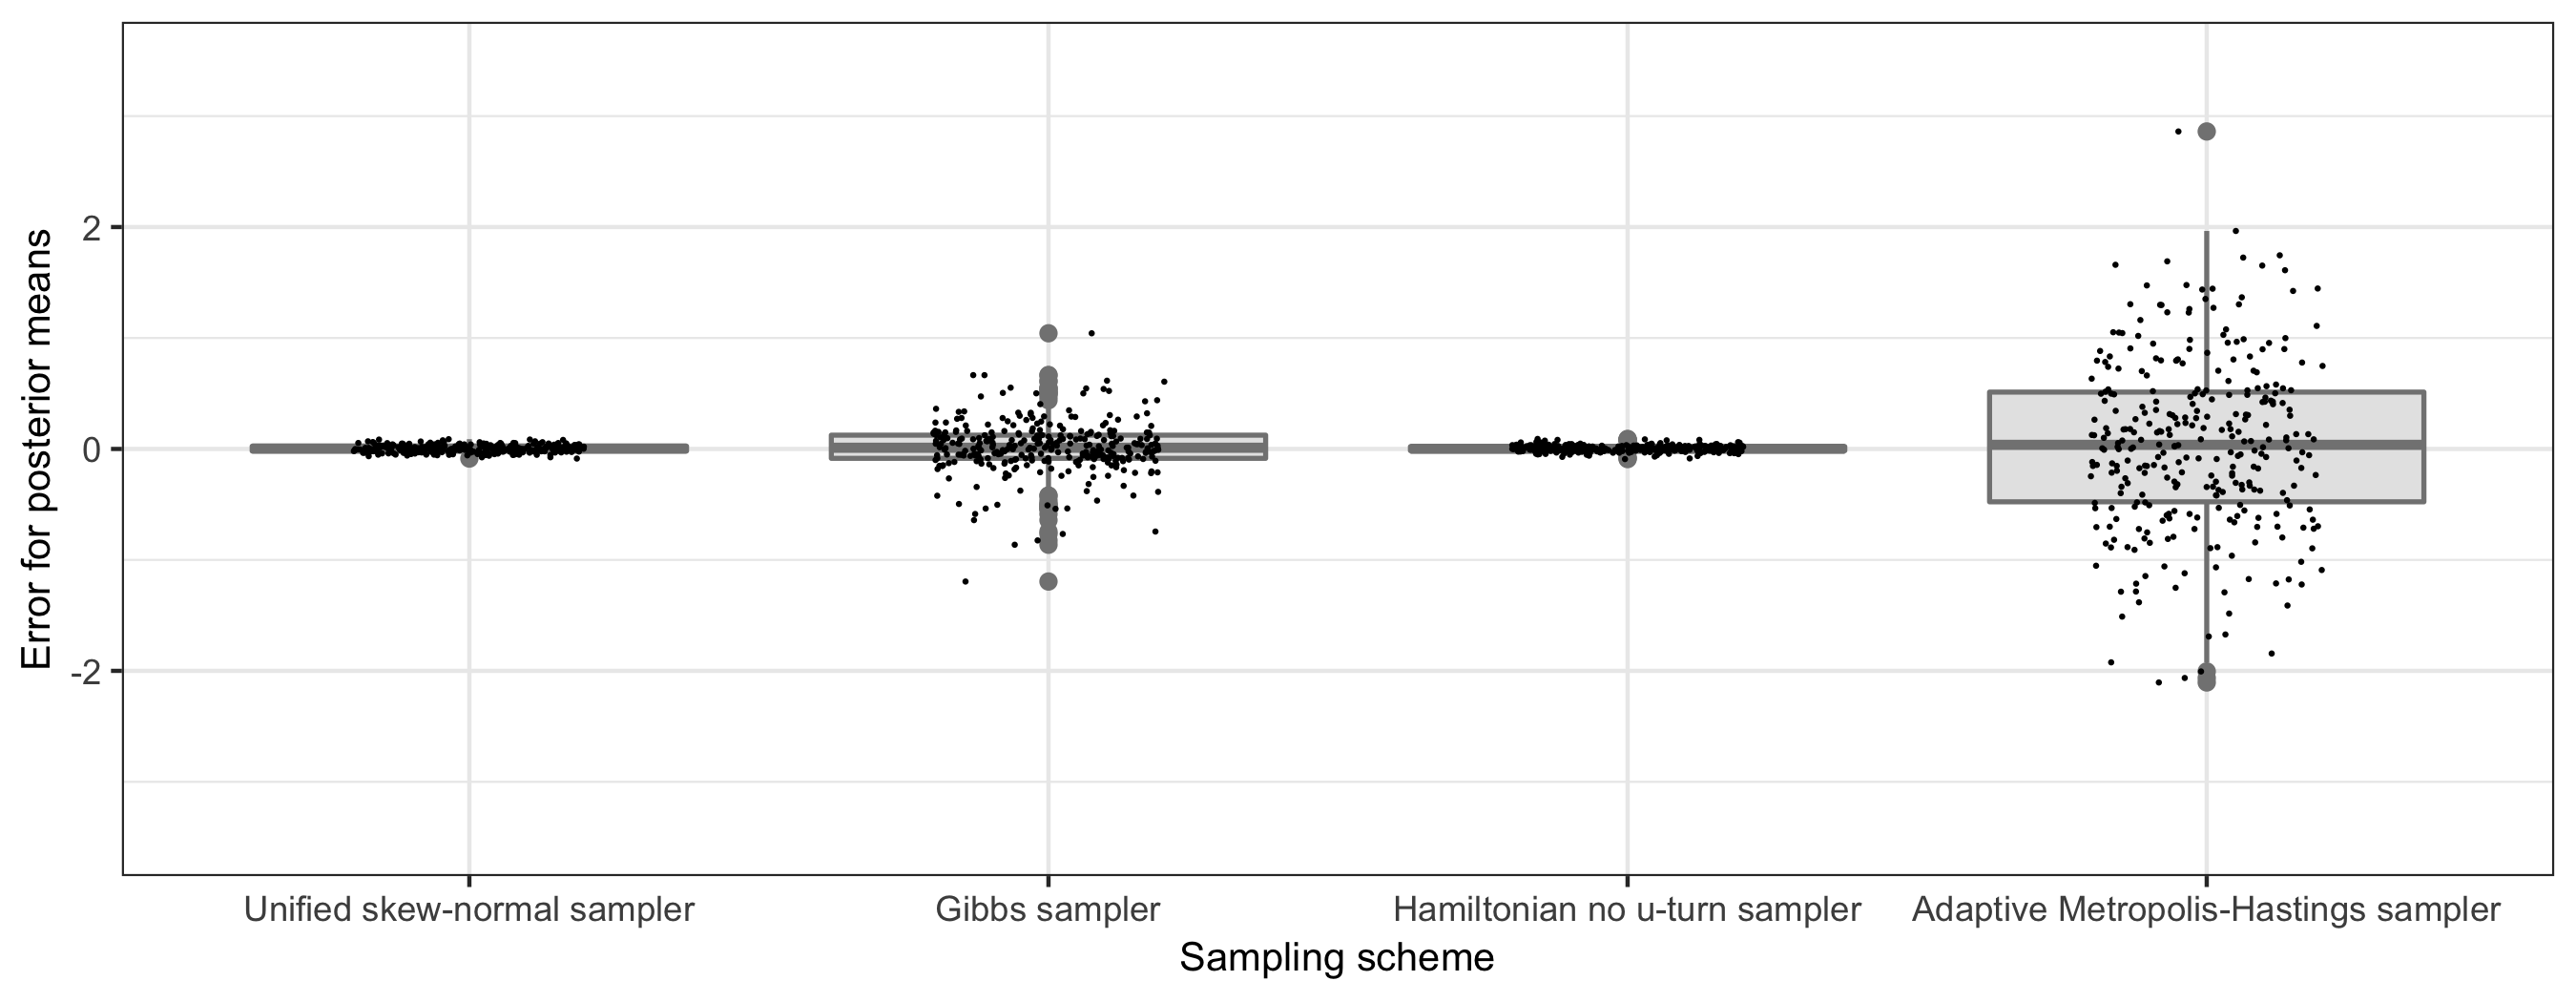 Error for posterior means
2
0
-2
Unified skew-normal sampler
Gibbs sampler
Hamiltonian no u-turn sampler
Adaptive Metropolis-Hastings sampler
Sampling scheme